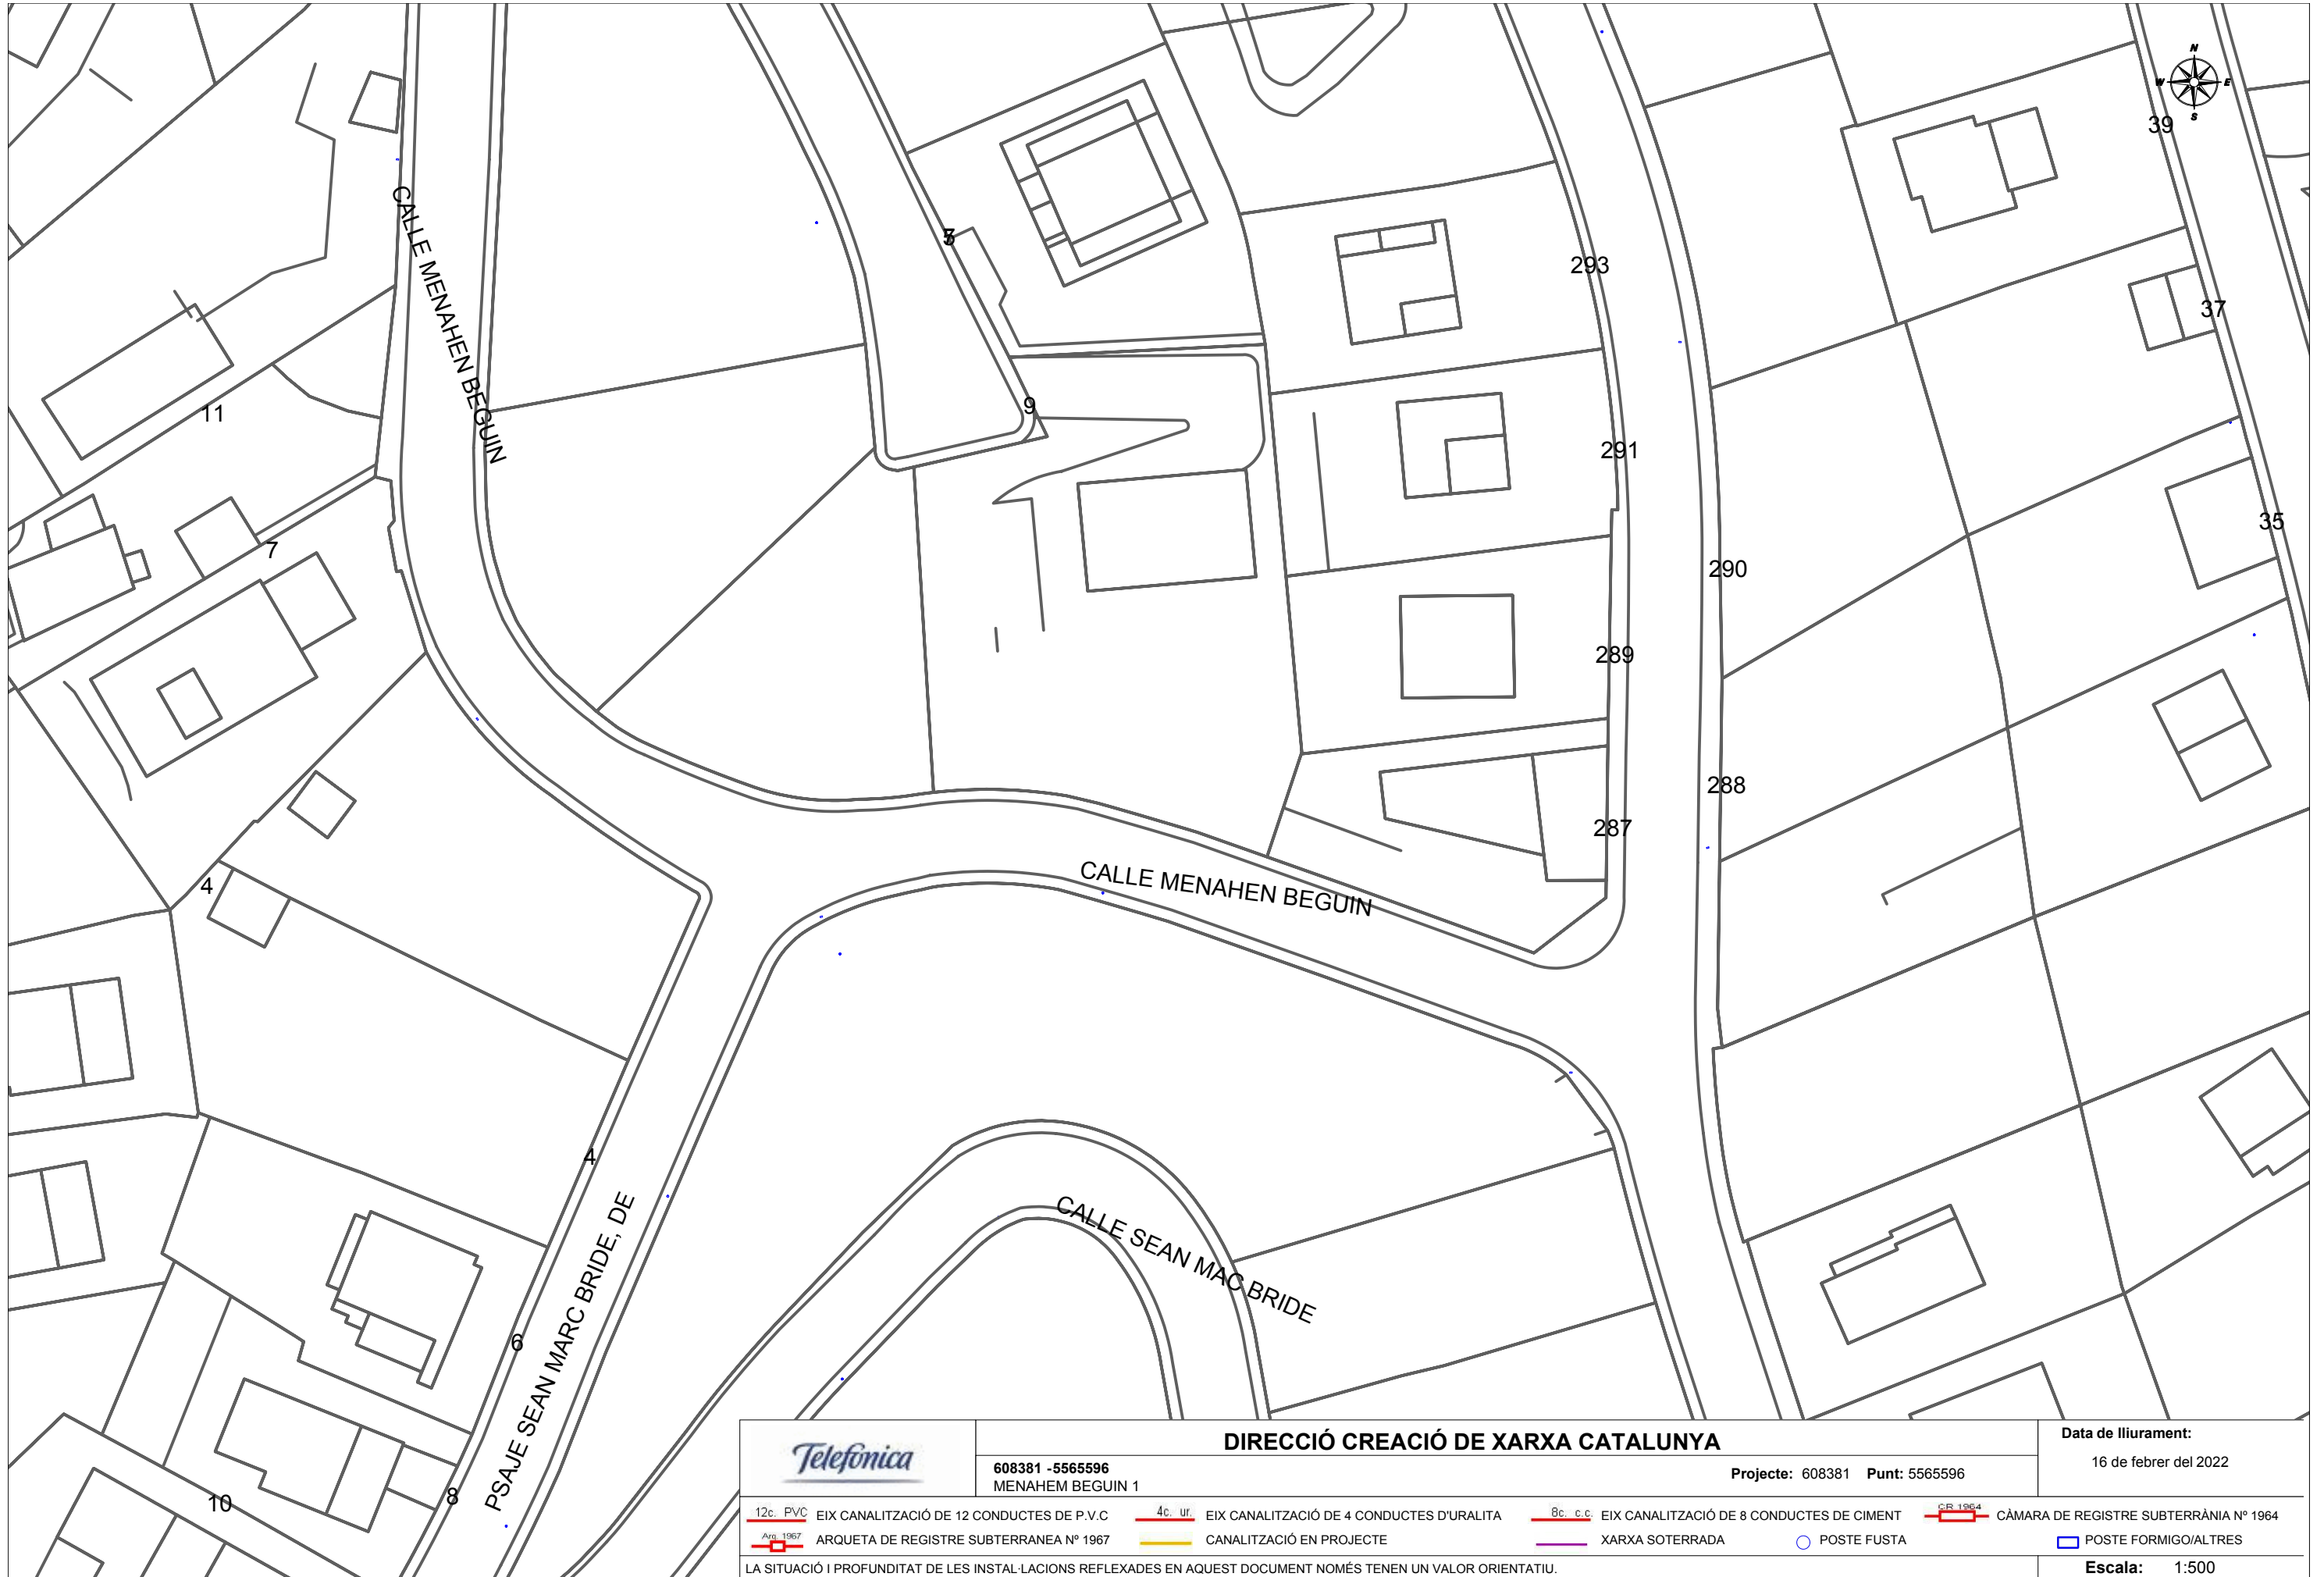 N
W E
S
39
CALLE MENAHEN BEGUIN
293
37
11
9
291
35
7
290
289
288
287
4
CALLE MENAHEN BEGUIN
4
PSAJE SEAN MARC BRIDE, DE
CALLE SEAN MAC BRIDE
6
8
10
Telefónica
DIRECCIÓ CREACIÓ DE XARXA CATALUNYA
608381 -5565596
MENAHEM BEGUIN 1
Projecte: 608381 Punt: 5565596
Data de lliurament:
16 de febrer del 2022
12c. PVC EIX CANALITZACIÓ DE 12 CONDUCTES DE P.V.C
4c. ur. EIX CANALITZACIÓ DE 4 CONDUCTES D'URALITA
8c. c.c. EIX CANALITZACIÓ DE 8 CONDUCTES DE CIMENT
C.R. 1964 CÀMARA DE REGISTRE SUBTERRÀNIA Nº 1964
Arq. 1967 ARQUETA DE REGISTRE SUBTERRANEA Nº 1967
CANALITZACIÓ EN PROJECTE
XARXA SOTERRADA
POSTE FUSTA
POSTE FORMIGO/ALTRES
LA SITUACIÓ I PROFUNDITAT DE LES INSTAL·LACIONS REFLEXADES EN AQUEST DOCUMENT NOMÉS TENEN UN VALOR ORIENTATIU.
Escala: 1:500